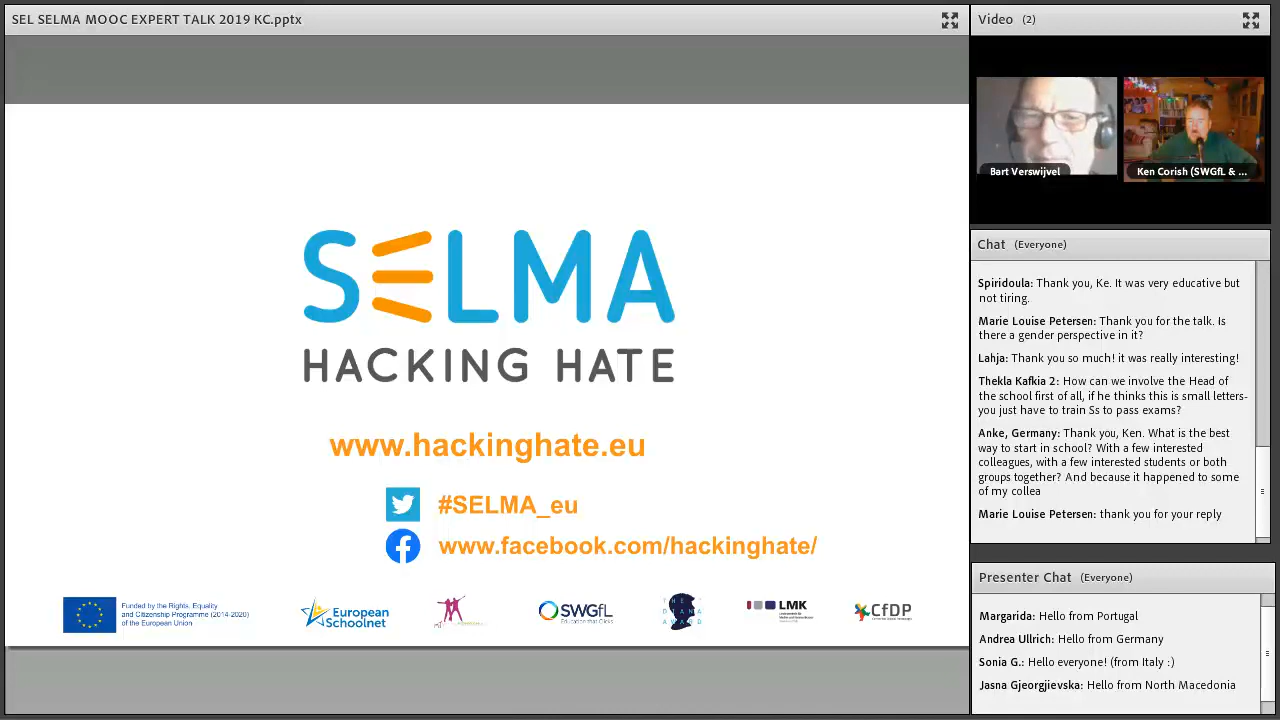 SEL SELMA MOOC EXPERT TALK 2019 KC.pptx
SELMA
HACKING HATE
www.hackinghate.eu
#SELMA_eu
www.facebook.com/hackinghate/
Funded by the Rights, Equality
and Citizenship Programme (2014-2020)
of the European Union
European
Schoolnet
SWGfL
Education that Clicks
THE
DIANA
AWARD
LMK
CfDP
Video (2)
Bart Verswijvel
Ken Corish (SWGfL & ...
Chat (Everyone)
Spiridoula: Thank you, Ke. It was very educative but
not tiring.
Marie Louise Petersen: Thank you for the talk. Is
there a gender perspective in it?
Lahja: Thank you so much! it was really interesting!
Thekla Kafkia 2: How can we involve the Head of
the school first of all, if he thinks this is small letters-
you just have to train Ss to pass exams?
Anke, Germany: Thank you, Ken. What is the best
way to start in school? With a few interested
colleagues, with a few interested students or both
groups together? And because it happened to some
of my collea
Marie Louise Petersen: thank you for your reply
Presenter Chat (Everyone)
Margarida: Hello from Portugal
Andrea Ullrich: Hello from Germany
Sonia G.: Hello everyone! (from Italy :)
Jasna Gjeorgjievska: Hello from North Macedonia